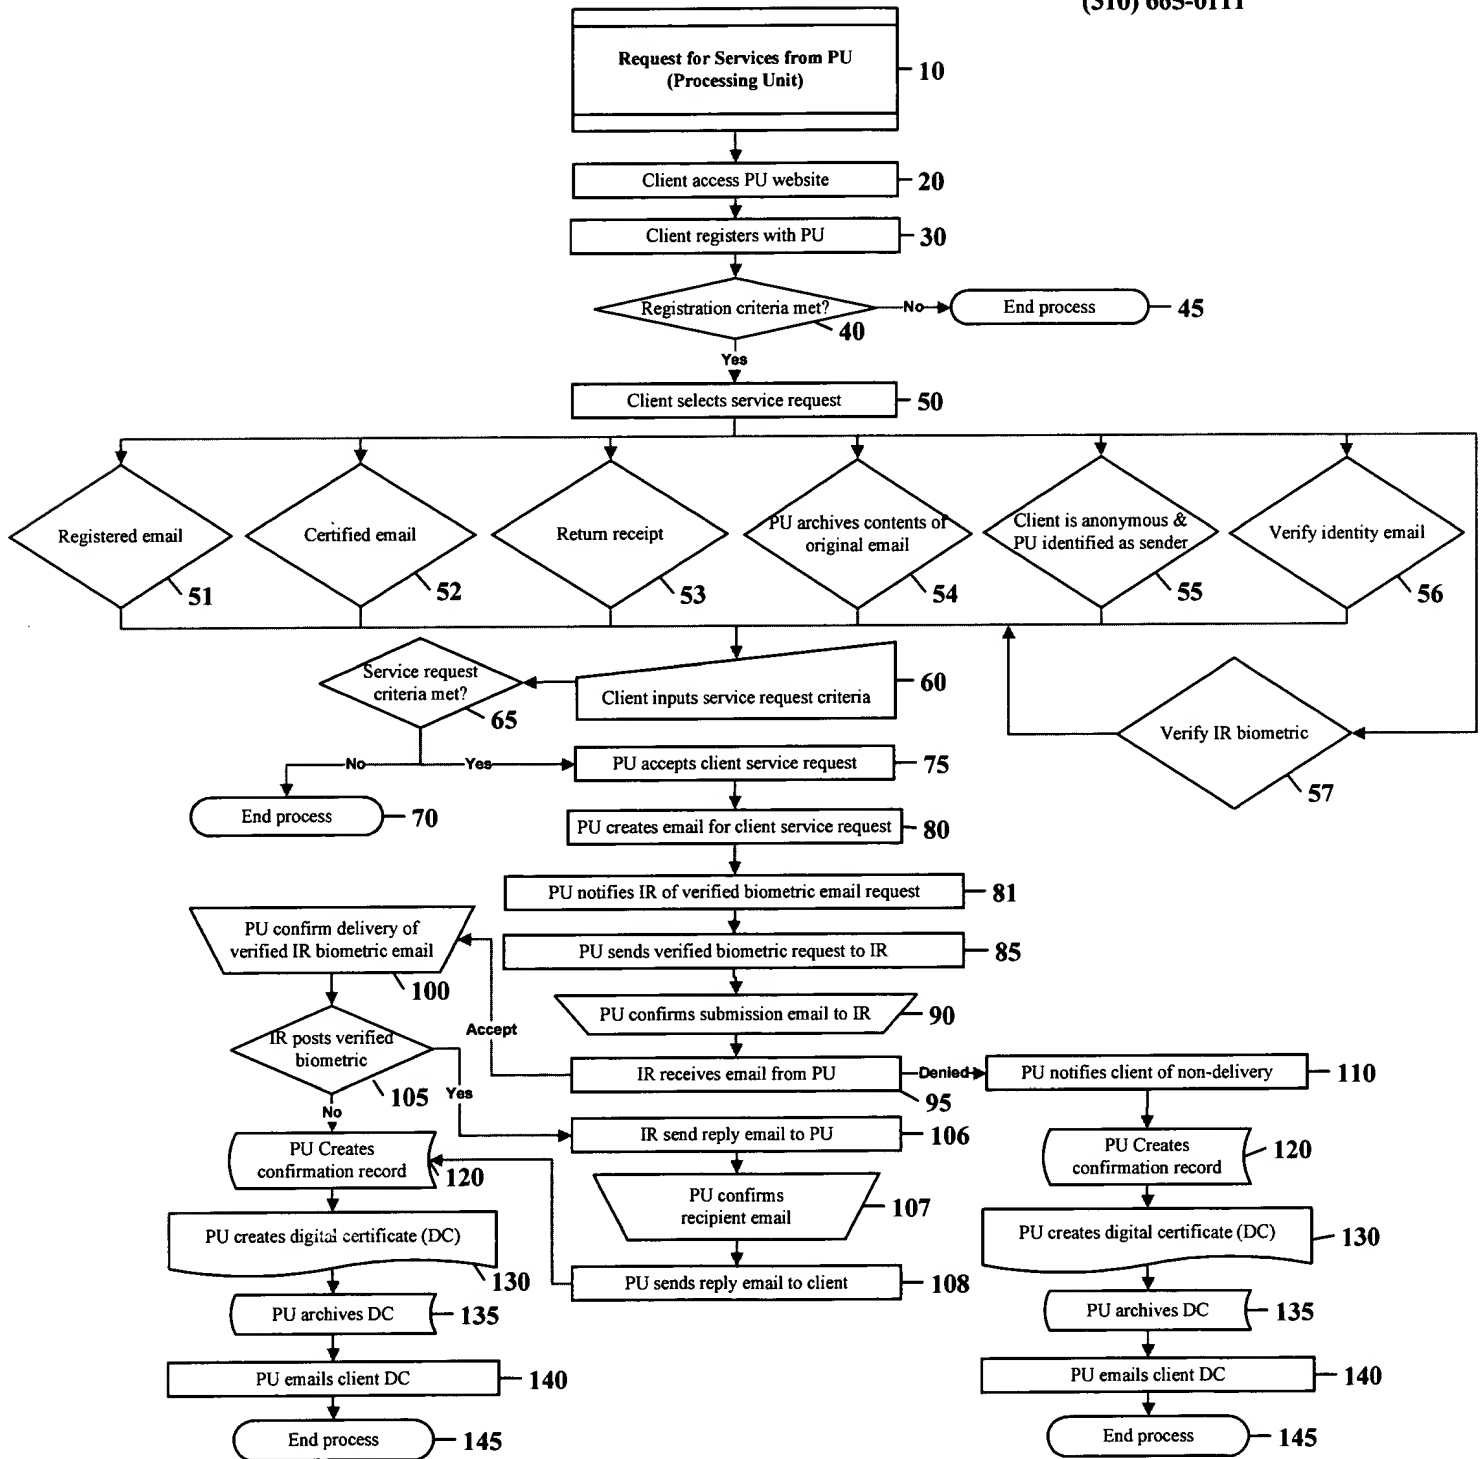 (310) 665-0111
Request for Services from PU
(Processing Unit)
10
Client access PU website
20
Client registers with PU
30
Registration criteria met?
40
No
End process
45
Yes
Client selects service request
50
Registered email
51
Certified email
52
Return receipt
53
PU archives contents of
original email
54
Client is anonymous &
PU identified as sender
55
Verify identity email
56
Service request
criteria met?
65
Client inputs service request criteria
60
Verify IR biometric
57
No
Yes
PU accepts client service request
75
End process
70
PU creates email for client service request
80
PU notifies IR of verified biometric email request
81
PU confirm delivery of
verified IR biometric email
100
PU sends verified biometric request to IR
85
PU confirms submission email to IR
90
Accept
IR posts verified
biometric
105
IR receives email from PU
95
Denied
PU notifies client of non-delivery
110
Yes
No
IR send reply email to PU
106
PU Creates
confirmation record
120
PU Creates
confirmation record
120
PU confirms
recipient email
107
PU creates digital certificate (DC)
130
PU creates digital certificate (DC)
130
PU sends reply email to client
108
PU archives DC
135
PU archives DC
135
PU emails client DC
140
PU emails client DC
140
End process
145
End process
145